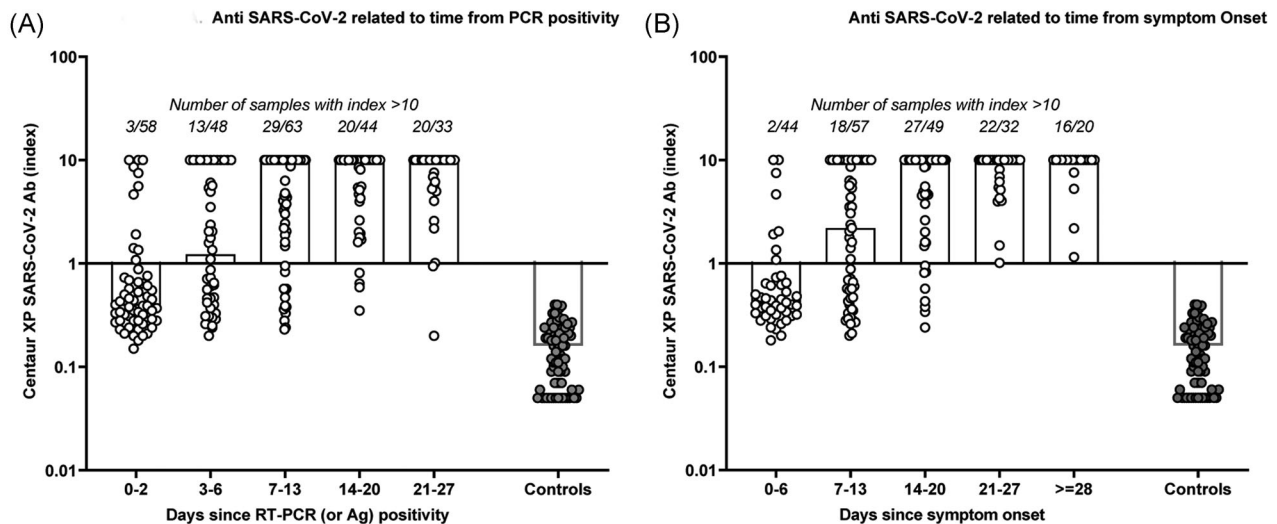 (A)
Anti SARS-CoV-2 related to time from PCR positivity
Centaur XP SARS-CoV-2 Ab (index)
100
10
1
0.1
0.01
Number of samples with index >10
3/58 13/48 29/63 20/44 20/33
0-2 3-6 7-13 14-20 21-27 Controls
Days since RT-PCR (or Ag) positivity
(B)
Anti SARS-CoV-2 related to time from symptom Onset
Centaur XP SARS-CoV-2 Ab (index)
100
10
1
0.1
0.01
Number of samples with index >10
2/44 18/57 27/49 22/32 16/20
0-6 7-13 14-20 21-27 >=28 Controls
Days since symptom onset